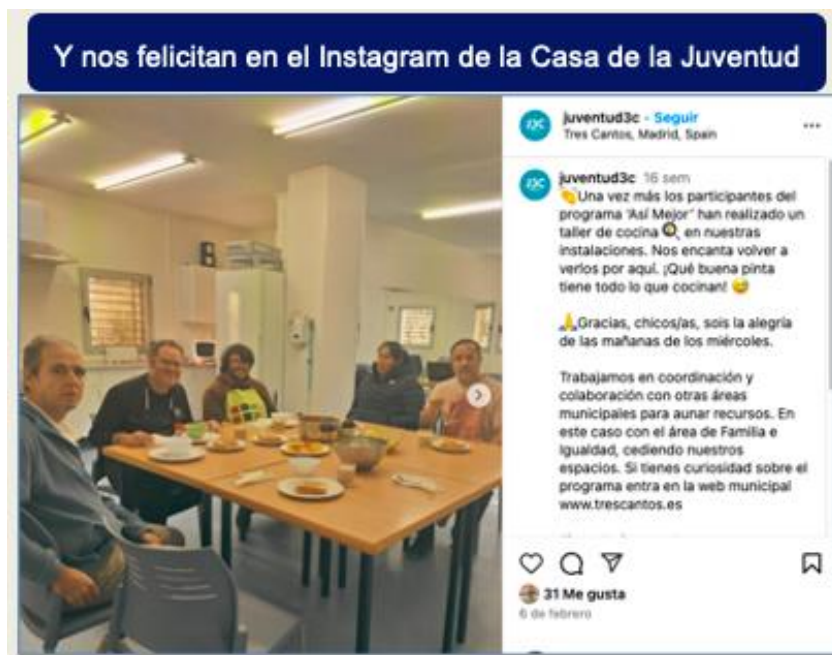 Y nos felicitan en el Instagram de la Casa de la Juventud
juventud3c - Seguir
Tres Cantos, Madrid, Spain
juventud3c 16 sem
👏Una vez más los participantes del
programa 'Así Mejor' han realizado un
taller de cocina 🍳 en nuestras
instalaciones. Nos encanta volver a
verlos por aquí. ¡Qué buena pinta
tiene todo lo que cocinan! 😅
🙏Gracias, chicos/as, sois la alegría
de las mañanas de los miércoles.
Trabajamos en coordinación y
colaboración con otras áreas
municipales para aunar recursos. En
este caso con el área de Familia e
Igualdad, cediendo nuestros
espacios. Si tienes curiosidad sobre el
programa entra en la web municipal
www.trescantos.es
31 Me gusta
6 de febrero